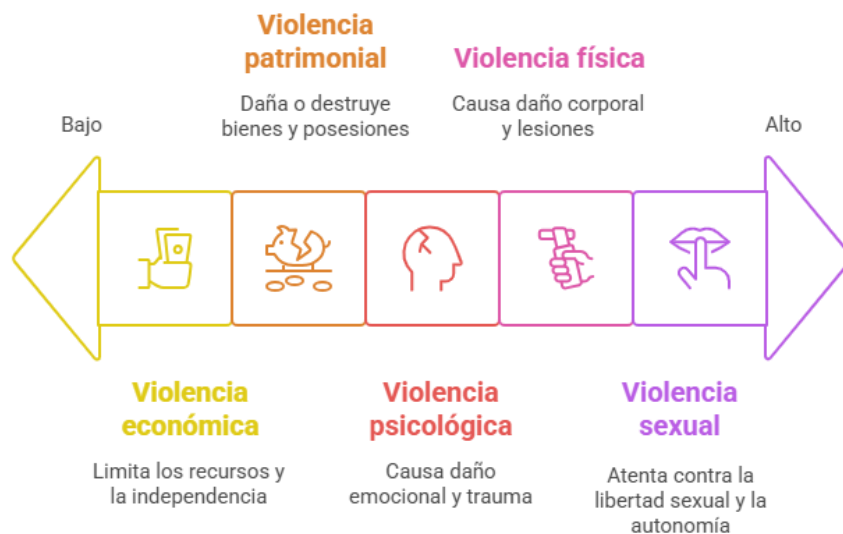 Violencia
patrimonial
Daña o destruye
bienes y posesiones
Violencia física
Causa daño corporal
y lesiones
Bajo
Alto
Violencia
económica
Limita los recursos y
la independencia
Violencia
psicológica
Causa daño
emocional y trauma
Violencia
sexual
Atenta contra la
libertad sexual y la
autonomía